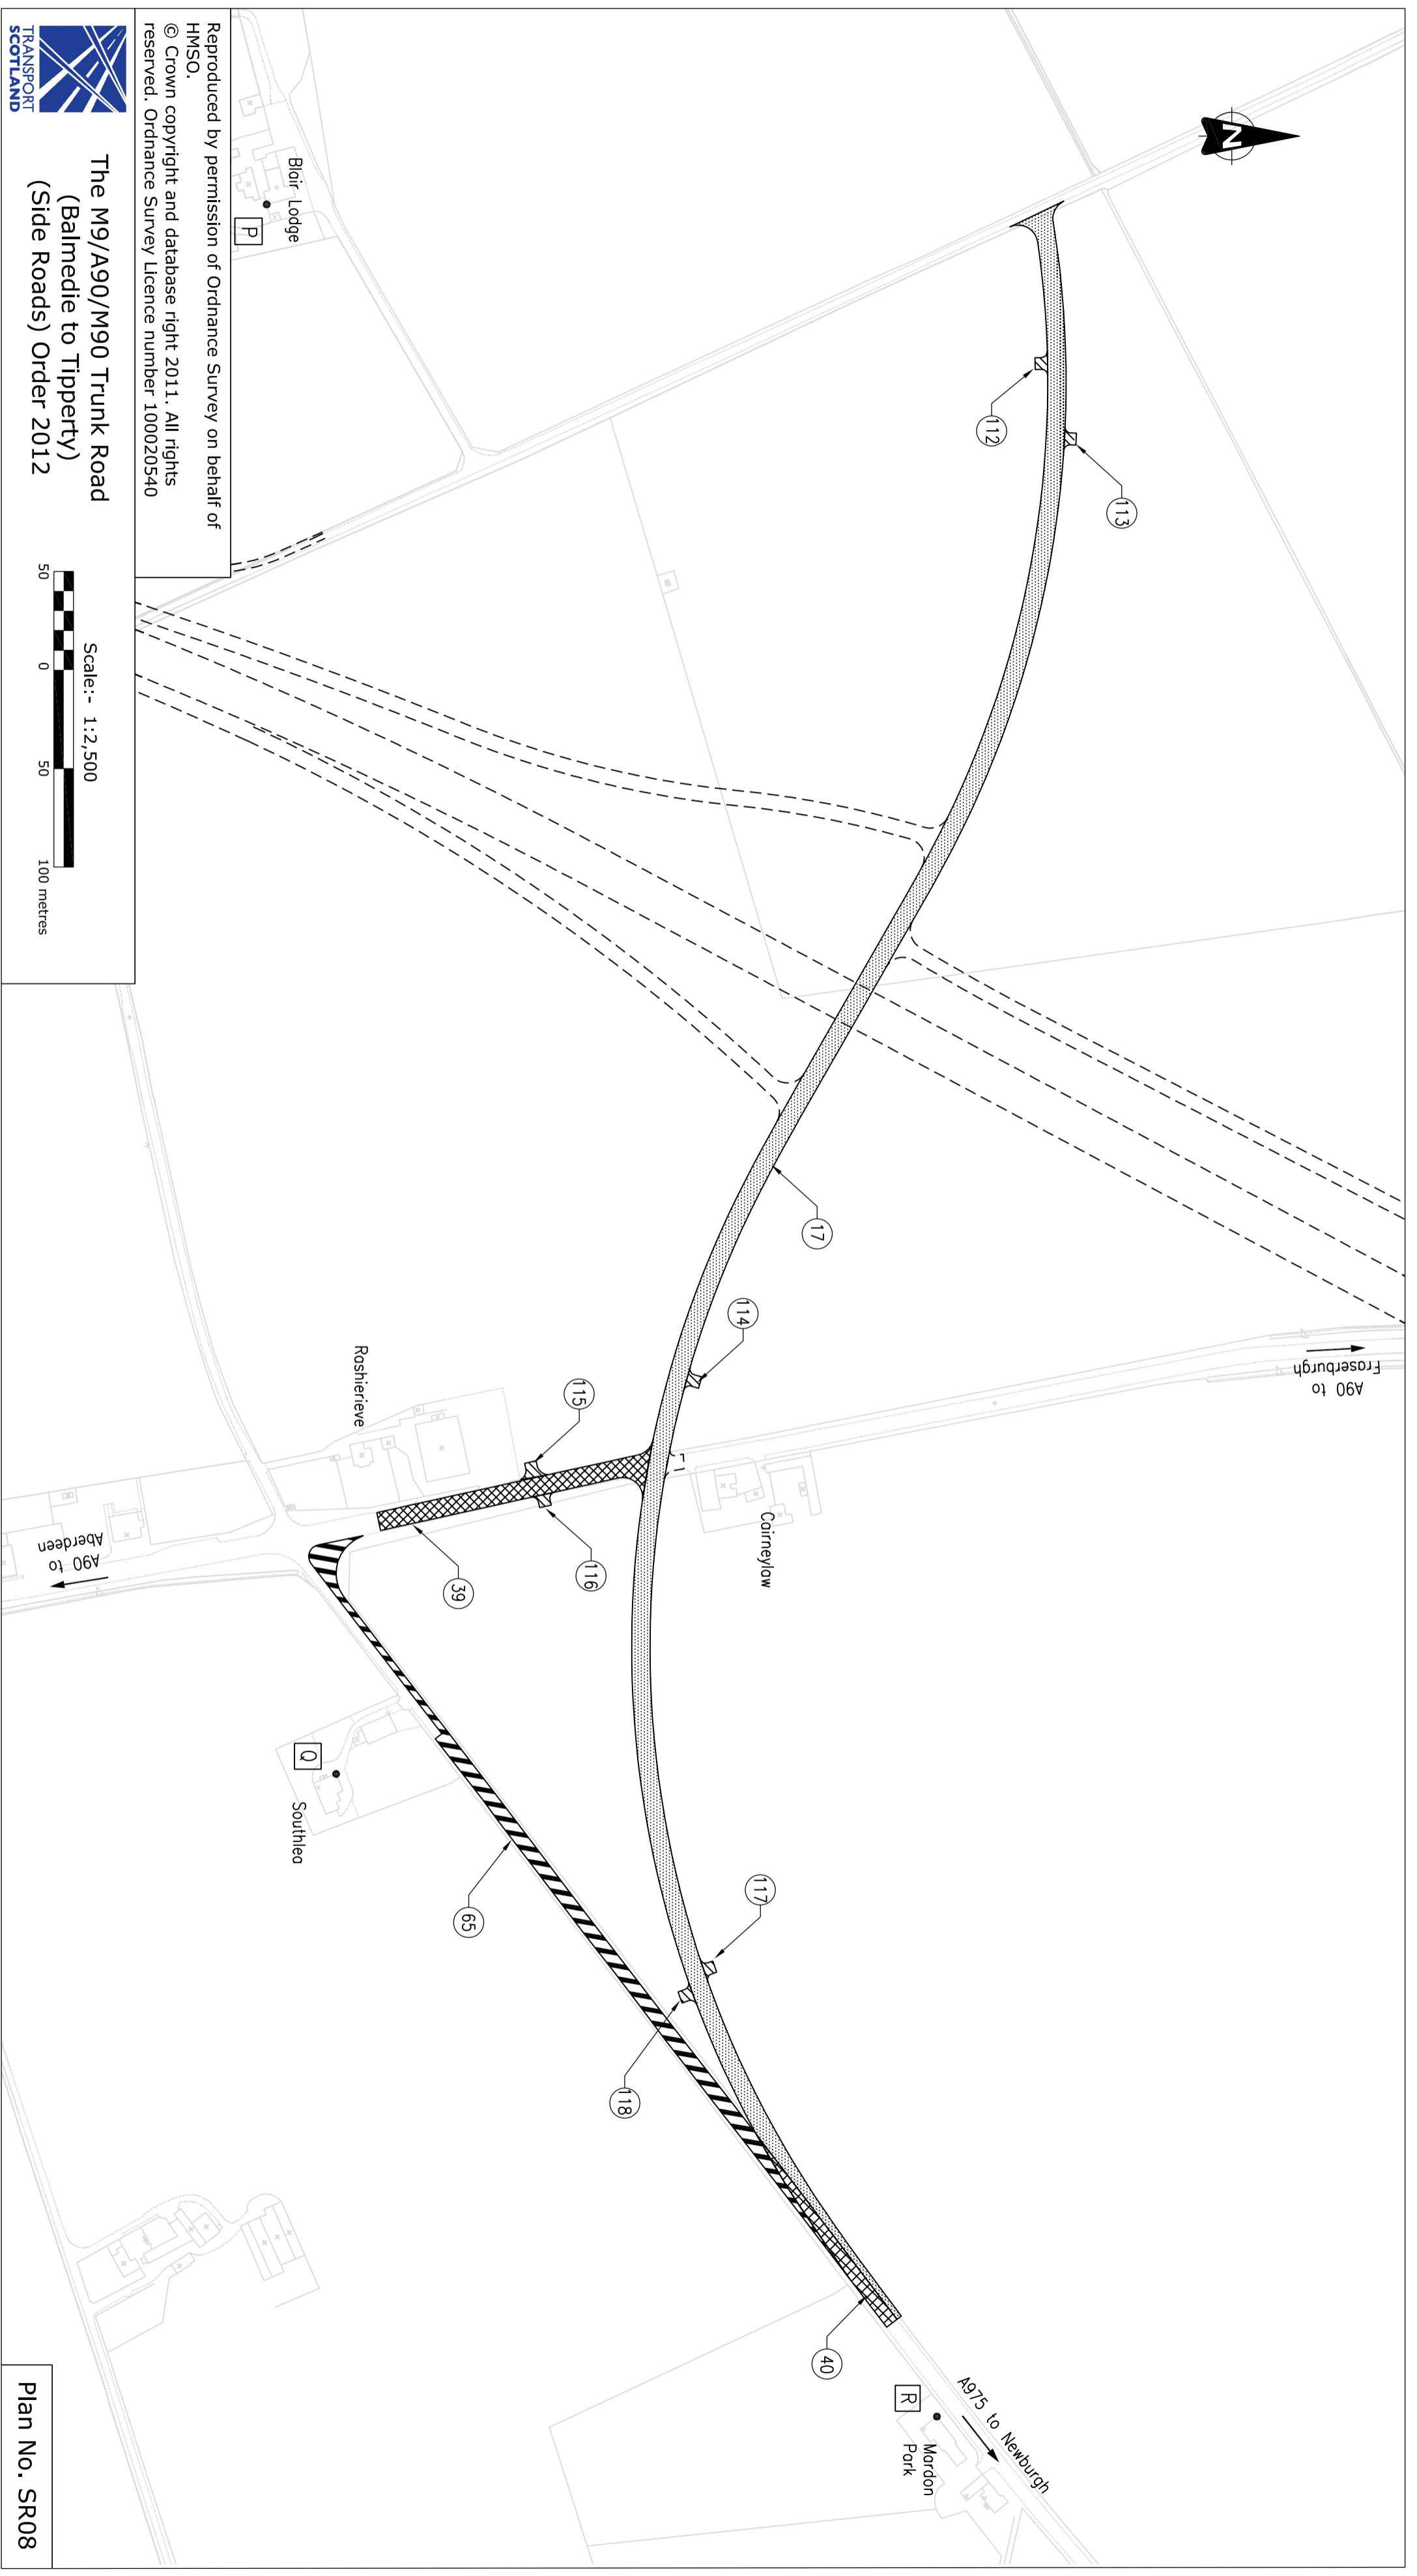 N
112
113
17
114
A90 to
Fraserburgh
Blair Lodge
P
Rashierieve
115
116
39
Cairneylaw
A90 to
Aberdeen
Q
Southlea
65
117
118
40
A975 to Newburgh
R
Mardon
Park
Reproduced by permission of Ordnance Survey on behalf of
HMSO.
© Crown copyright and database right 2011. All rights
reserved. Ordnance Survey Licence number 100020540
TRANSPORT
SCOTLAND
The M9/A90/M90 Trunk Road
(Balmedie to Tipperty)
(Side Roads) Order 2012
Scale:- 1:2,500
50 0 50 100 metres
Plan No. SR08